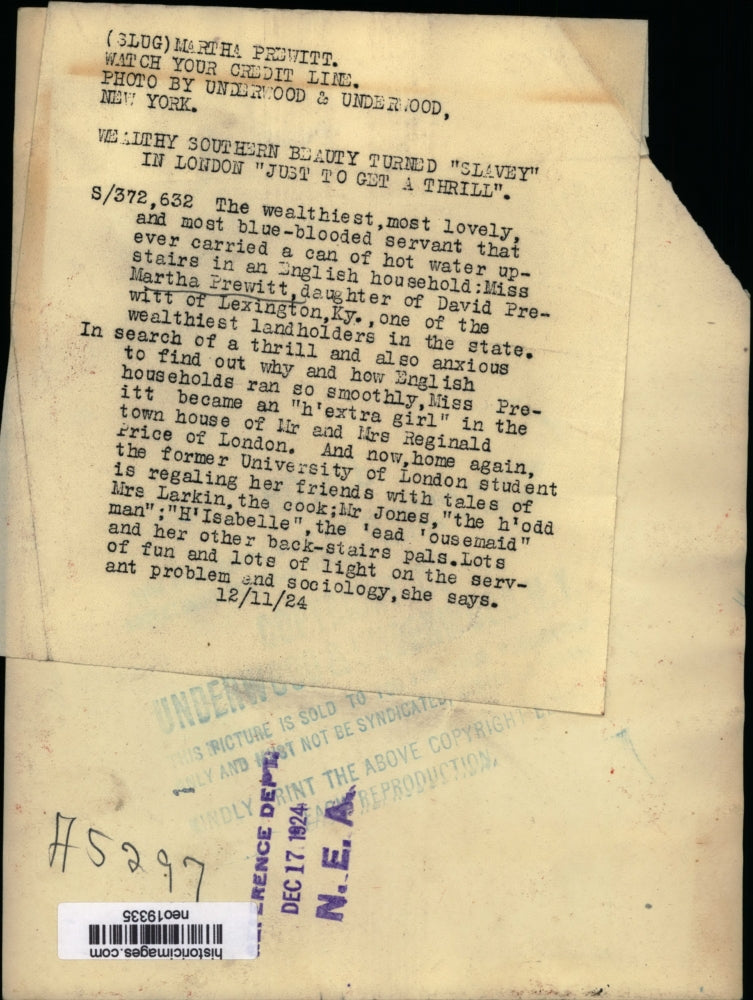 (SLUG) MARTHA PREWITT.
WATCH YOUR CREDIT LINE.
PHOTO BY UNDERWOOD & UNDERWOOD,
NEW YORK.
WEALTHY SOUTHERN BEAUTY TURNED "SLAVEY"
IN LONDON "JUST TO GET A THRILL".
S/372,632 The wealthiest,most lovely,
and most blue-blooded servant that
ever carried a can of hot water up-
stairs in an English household:Miss
Martha Prewitt,daughter of David Pre-
witt of Lexington,Ky.,one of the
wealthiest landholders in the state.
In search of a thrill and also anxious
to find out why and how English
households ran so smoothly,Miss Pre-
itt became an "h'extra girl" in the
town house of Mr and Mrs Reginald
Price of London. And now,home again,
the former University of London student
is regaling her friends with tales of
Mrs Larkin,the cook;Mr Jones,"the h'odd
man";"H'Isabelle",the 'ead 'ousemaid"
and her other back-stairs pals.Lots
of fun and lots of light on the serv-
ant problem and sociology,she says.
12/11/24
THIS PICTURE IS SOLD TO
ONLY AND MUST NOT BE SYNDICATED
KINDLY PRINT THE ABOVE COPYRIGHT
EACH REPRODUCTION.
REFERENCE DEPT.
DEC 17 1924
N. E. A.
A5297
neo19335
historicimages.com